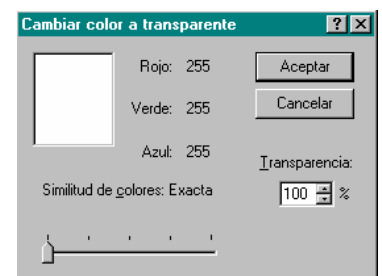 Cambiar color a transparente
Rojo: 255
Verde: 255
Azul: 255
Similitud de colores: Exacta
Aceptar
Cancelar
Transparencia:
100 %